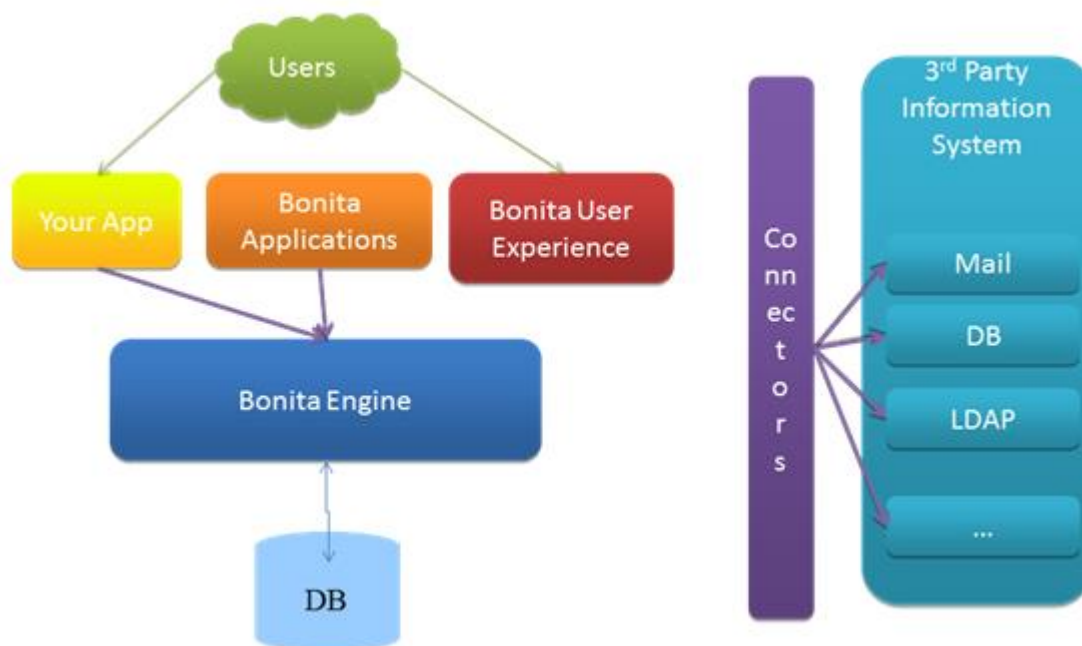 Users
Your App
Bonita
Applications
Bonita User
Experience
Bonita Engine
DB
Co
nn
ec
t
o
r
s
3rd Party
Information
System
Mail
DB
LDAP
...